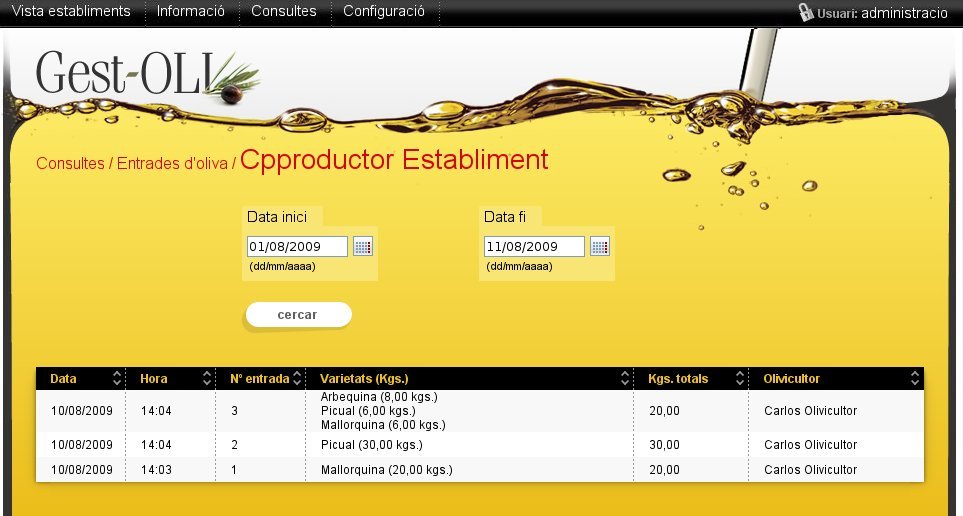 Vista establiments Informació Consultes Configuració Usuari: administracio
Gest-OLI
Consultes / Entrades d'oliva / Cpproductor Establiment
Data inici Data fi
01/08/2009 11/08/2009
(dd/mm/aaaa) (dd/mm/aaaa)
cercar
Data Hora Nº entrada Varietats (Kgs.) Kgs. totals Olivicultor
Arbequina (8,00 kgs.)
10/08/2009 14:04 3 Picual (6,00 kgs.) 20,00 Carlos Olivicultor
Mallorquina (6,00 kgs.)
10/08/2009 14:04 2 Picual (30,00 kgs.) 30,00 Carlos Olivicultor
10/08/2009 14:03 1 Mallorquina (20,00 kgs.) 20,00 Carlos Olivicultor